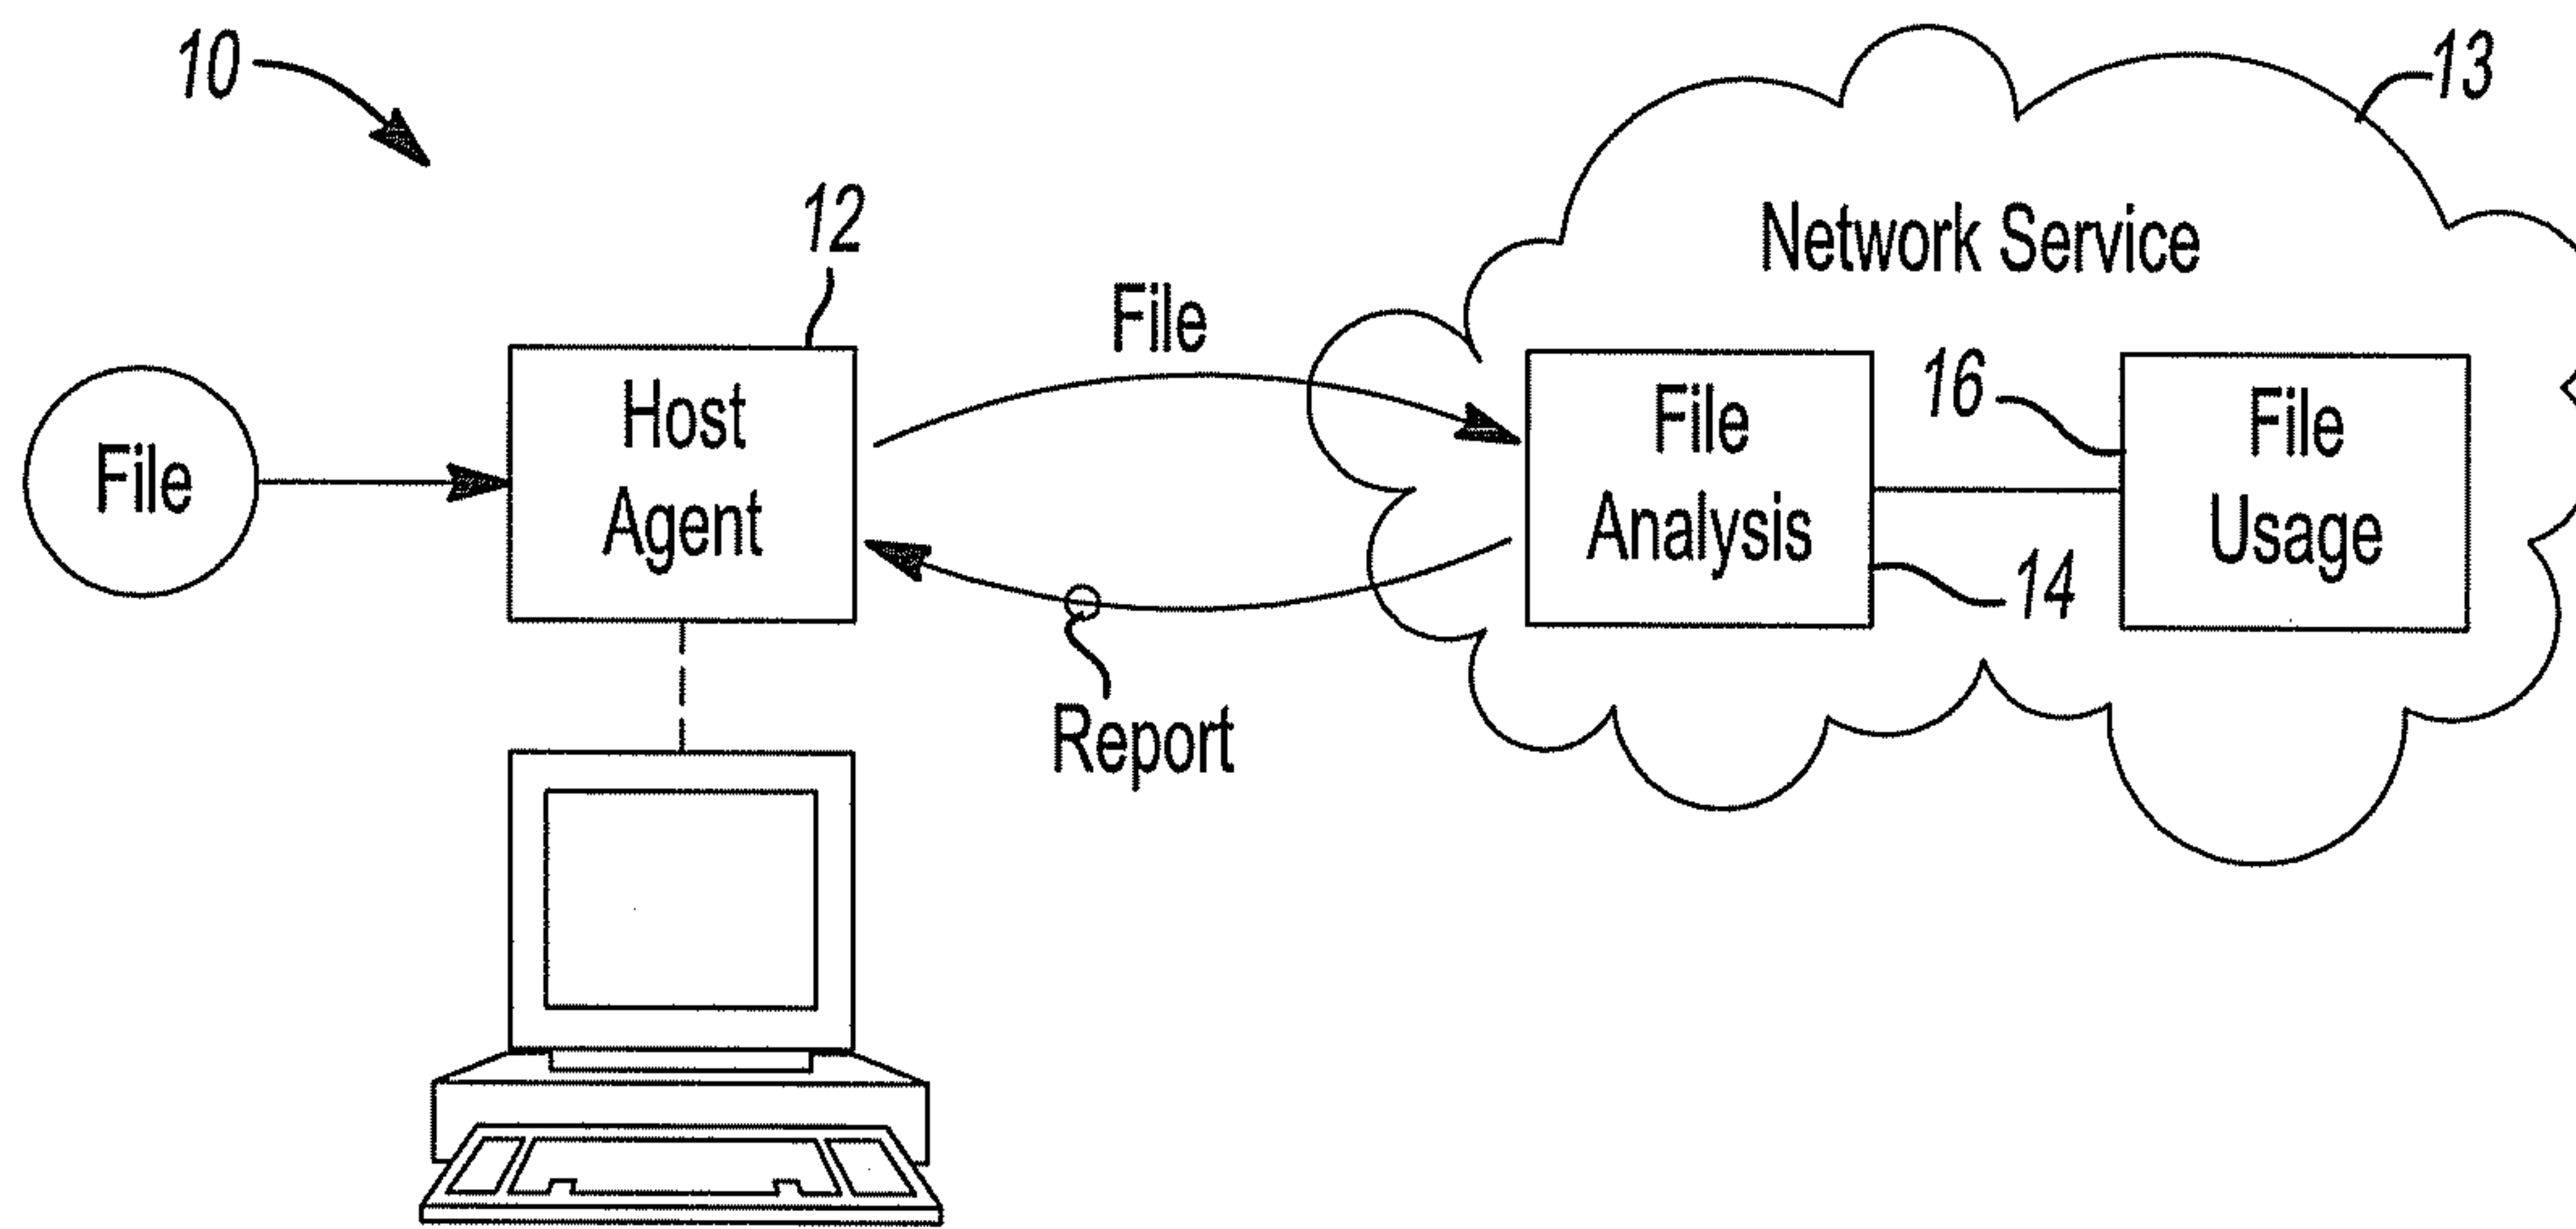 10
13
12
Network Service
File
File
Host
Agent
File
Analysis
16
File
Usage
14
Report